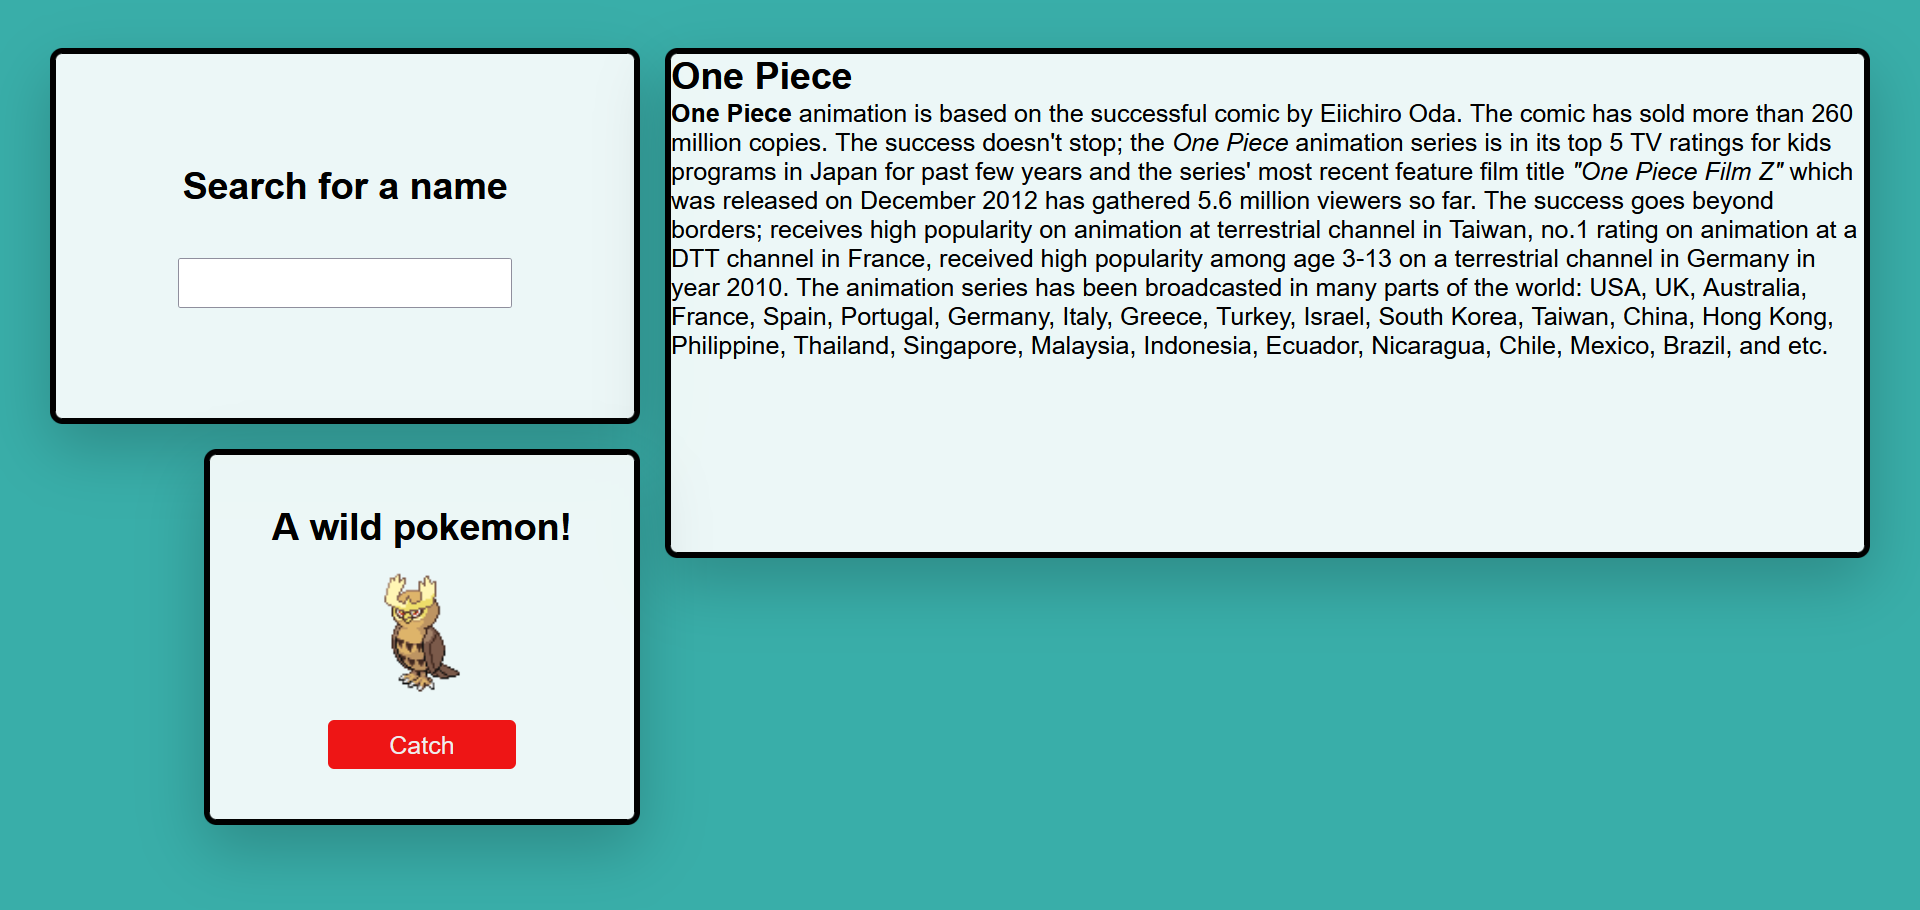 Search for a name
A wild pokemon!
Catch
One Piece
One Piece animation is based on the successful comic by Eiichiro Oda. The comic has sold more than 260
million copies. The success doesn't stop; the One Piece animation series is in its top 5 TV ratings for kids
programs in Japan for past few years and the series' most recent feature film title "One Piece Film Z" which
was released on December 2012 has gathered 5.6 million viewers so far. The success goes beyond
borders; receives high popularity on animation at terrestrial channel in Taiwan, no.1 rating on animation at a
DTT channel in France, received high popularity among age 3-13 on a terrestrial channel in Germany in
year 2010. The animation series has been broadcasted in many parts of the world: USA, UK, Australia,
France, Spain, Portugal, Germany, Italy, Greece, Turkey, Israel, South Korea, Taiwan, China, Hong Kong,
Philippine, Thailand, Singapore, Malaysia, Indonesia, Ecuador, Nicaragua, Chile, Mexico, Brazil, and etc.